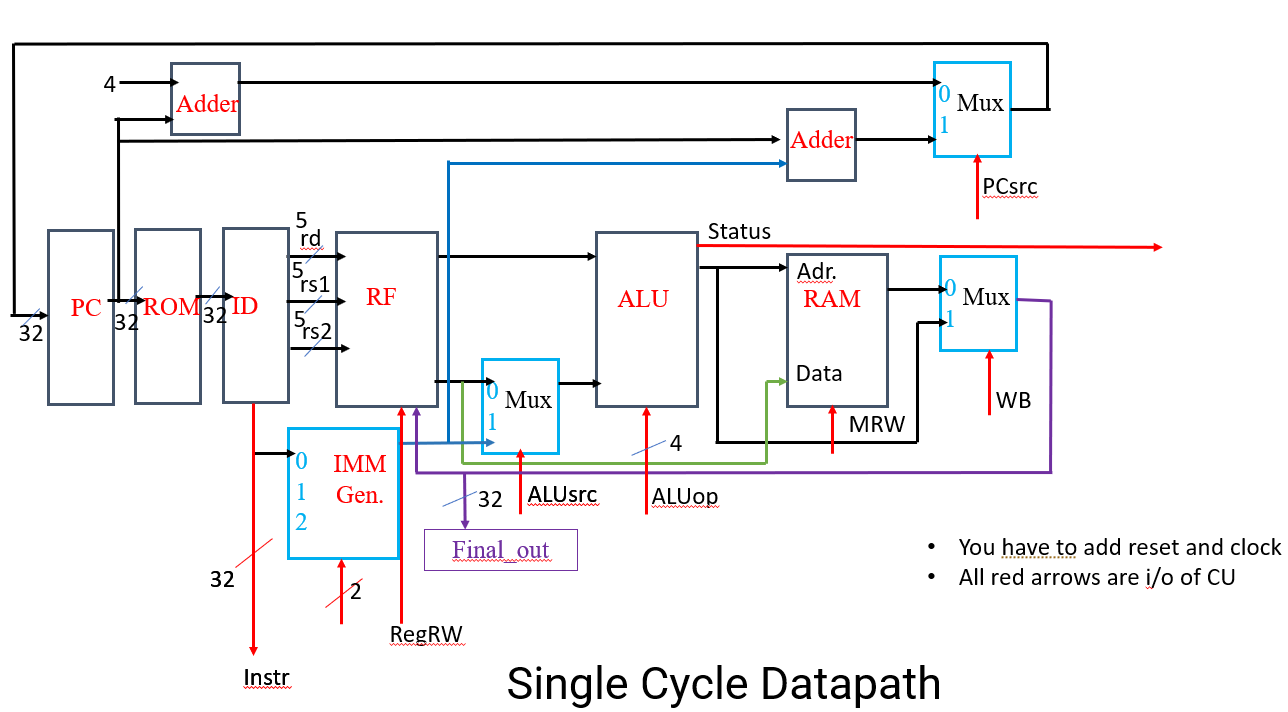 4
Adder
0
1
Mux
Adder
PCsrc
5
rd
5
rs1
5
rs2
Status
PC
32
32
ROM
32
ID
RF
ALU
Adr.
RAM
Data
0
1
Mux
0
1
Mux
WB
MRW
4
0
1
2
IMM
Gen.
32
ALUsrc
ALUop
Final_out
32
2
RegRW
Instr
• You have to add reset and clock
• All red arrows are i/o of CU
Single Cycle Datapath